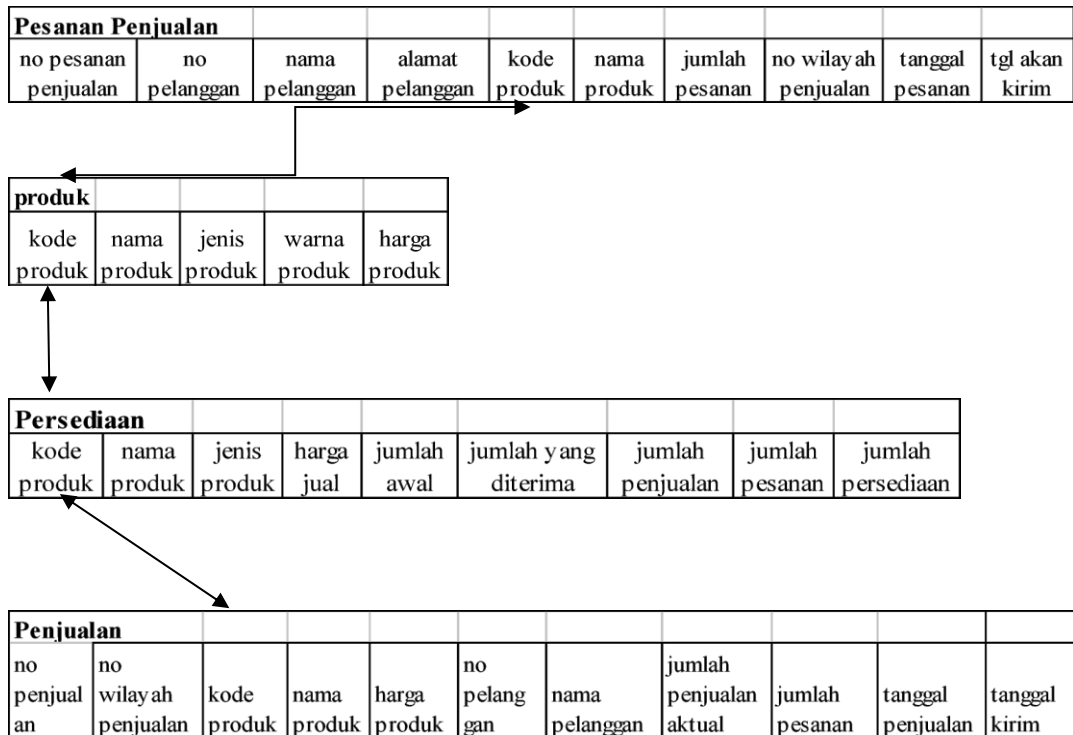 Pesanan Penjualan
no pesanan no nama alamat kode nama jumlah no wilayah tanggal tgl akan
penjualan pelanggan pelanggan pelanggan produk produk pesanan penjualan pesanan kirim
produk
kode nama jenis warna harga
produk produk produk produk produk
Persediaan
kode nama jenis harga jumlah jumlah yang jumlah jumlah jumlah
produk produk produk jual awal diterima penjualan pesanan persediaan
Penjualan
no no no jumlah
penjual wilayah kode nama harga pelang nama penjualan jumlah tanggal tanggal
an penjualan produk produk produk gan pelanggan aktual pesanan penjualan kirim